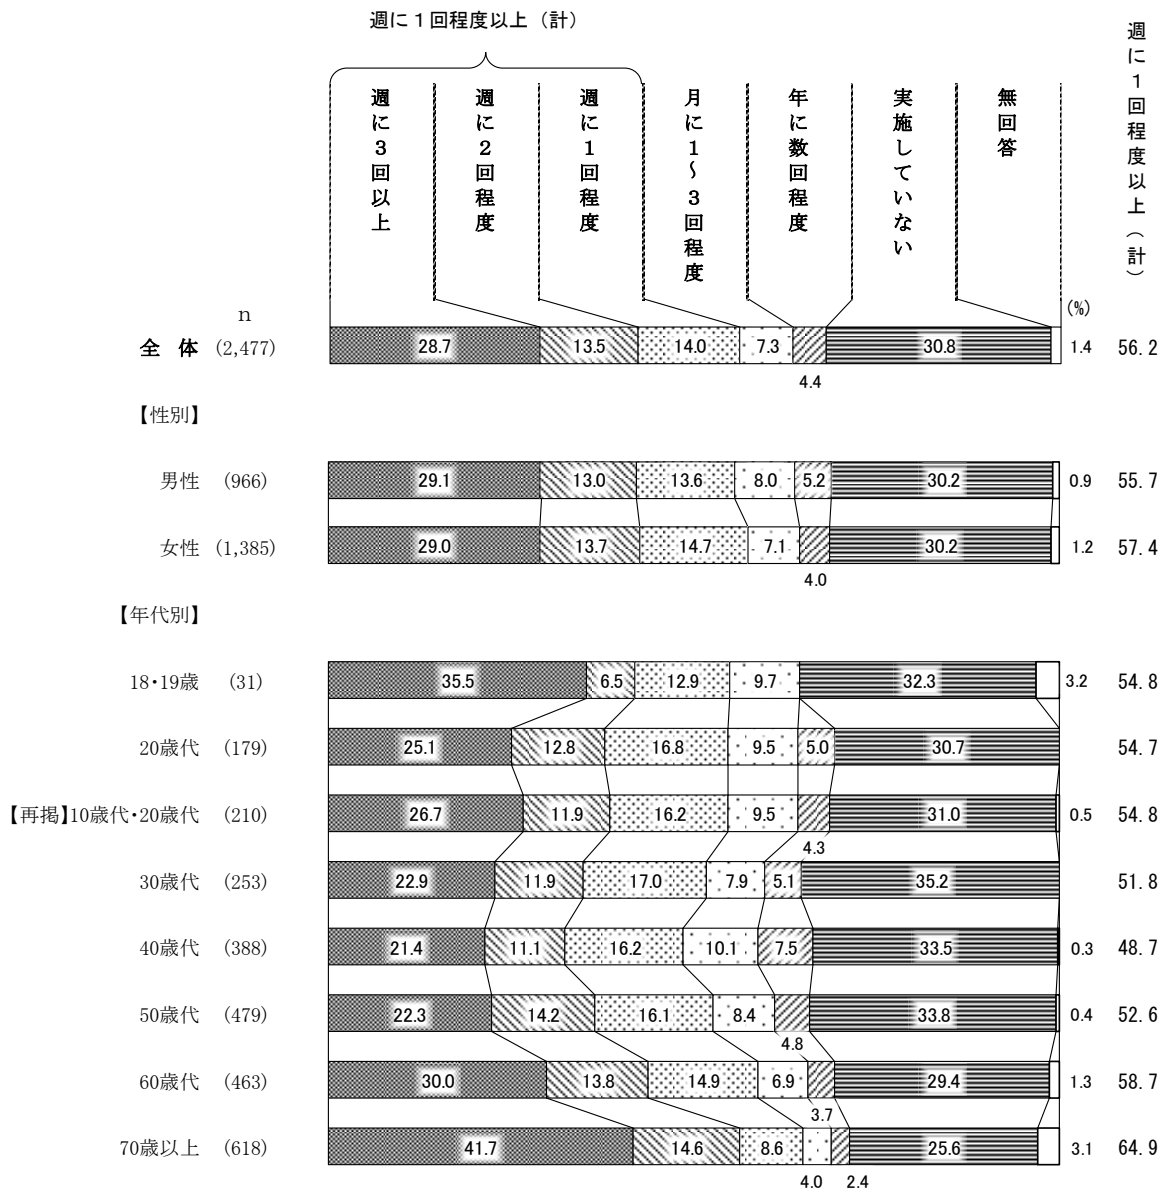 週に1回程度以上（計）
週に3回以上
週に2回程度
週に1回程度
月に1～3回程度
年に数回程度
実施していない
無回答
週に1回程度以上（計）
n
(%)
全 体 (2,477) 28.7 13.5 14.0 7.3 30.8 1.4 56.2
4.4
【性別】
男性 (966) 29.1 13.0 13.6 8.0 5.2 30.2 0.9 55.7
女性 (1,385) 29.0 13.7 14.7 7.1 30.2 1.2 57.4
4.0
【年代別】
18・19歳 (31) 35.5 6.5 12.9 9.7 32.3 3.2 54.8
20歳代 (179) 25.1 12.8 16.8 9.5 5.0 30.7 54.7
【再掲】10歳代・20歳代 (210) 26.7 11.9 16.2 9.5 31.0 0.5 54.8
4.3
30歳代 (253) 22.9 11.9 17.0 7.9 5.1 35.2 51.8
40歳代 (388) 21.4 11.1 16.2 10.1 7.5 33.5 0.3 48.7
50歳代 (479) 22.3 14.2 16.1 8.4 33.8 0.4 52.6
4.8
60歳代 (463) 30.0 13.8 14.9 6.9 29.4 1.3 58.7
3.7
70歳以上 (618) 41.7 14.6 8.6 25.6 3.1 64.9
4.0 2.4